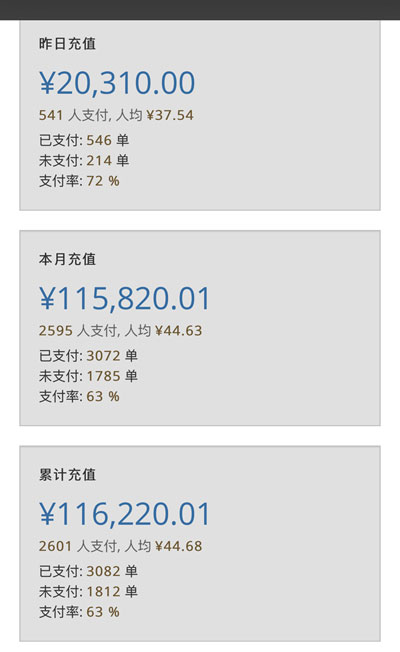 昨日充值
¥20,310.00
541 人支付, 人均 ¥37.54
已支付: 546 单
未支付: 214 单
支付率: 72 %
本月充值
¥115,820.01
2595 人支付, 人均 ¥44.63
已支付: 3072 单
未支付: 1785 单
支付率: 63 %
累计充值
¥116,220.01
2601 人支付, 人均 ¥44.68
已支付: 3082 单
未支付: 1812 单
支付率: 63 %